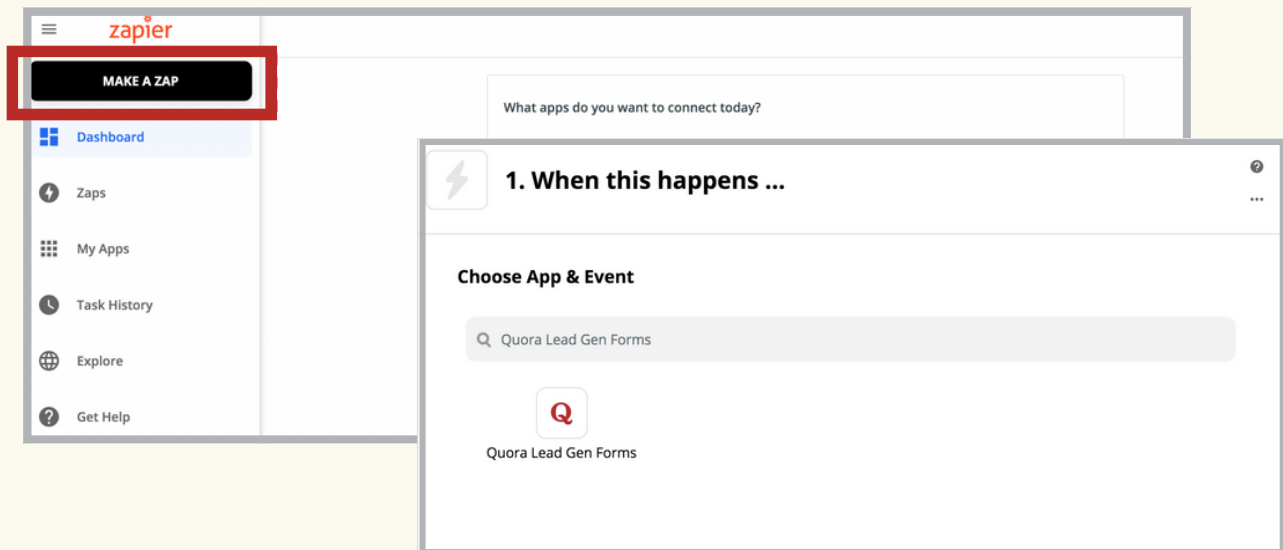 zapier
MAKE A ZAP
Dashboard
Zaps
My Apps
Task History
Explore
Get Help
What apps do you want to connect today?
1. When this happens ...
Choose App & Event
Quora Lead Gen Forms
Q
Quora Lead Gen Forms